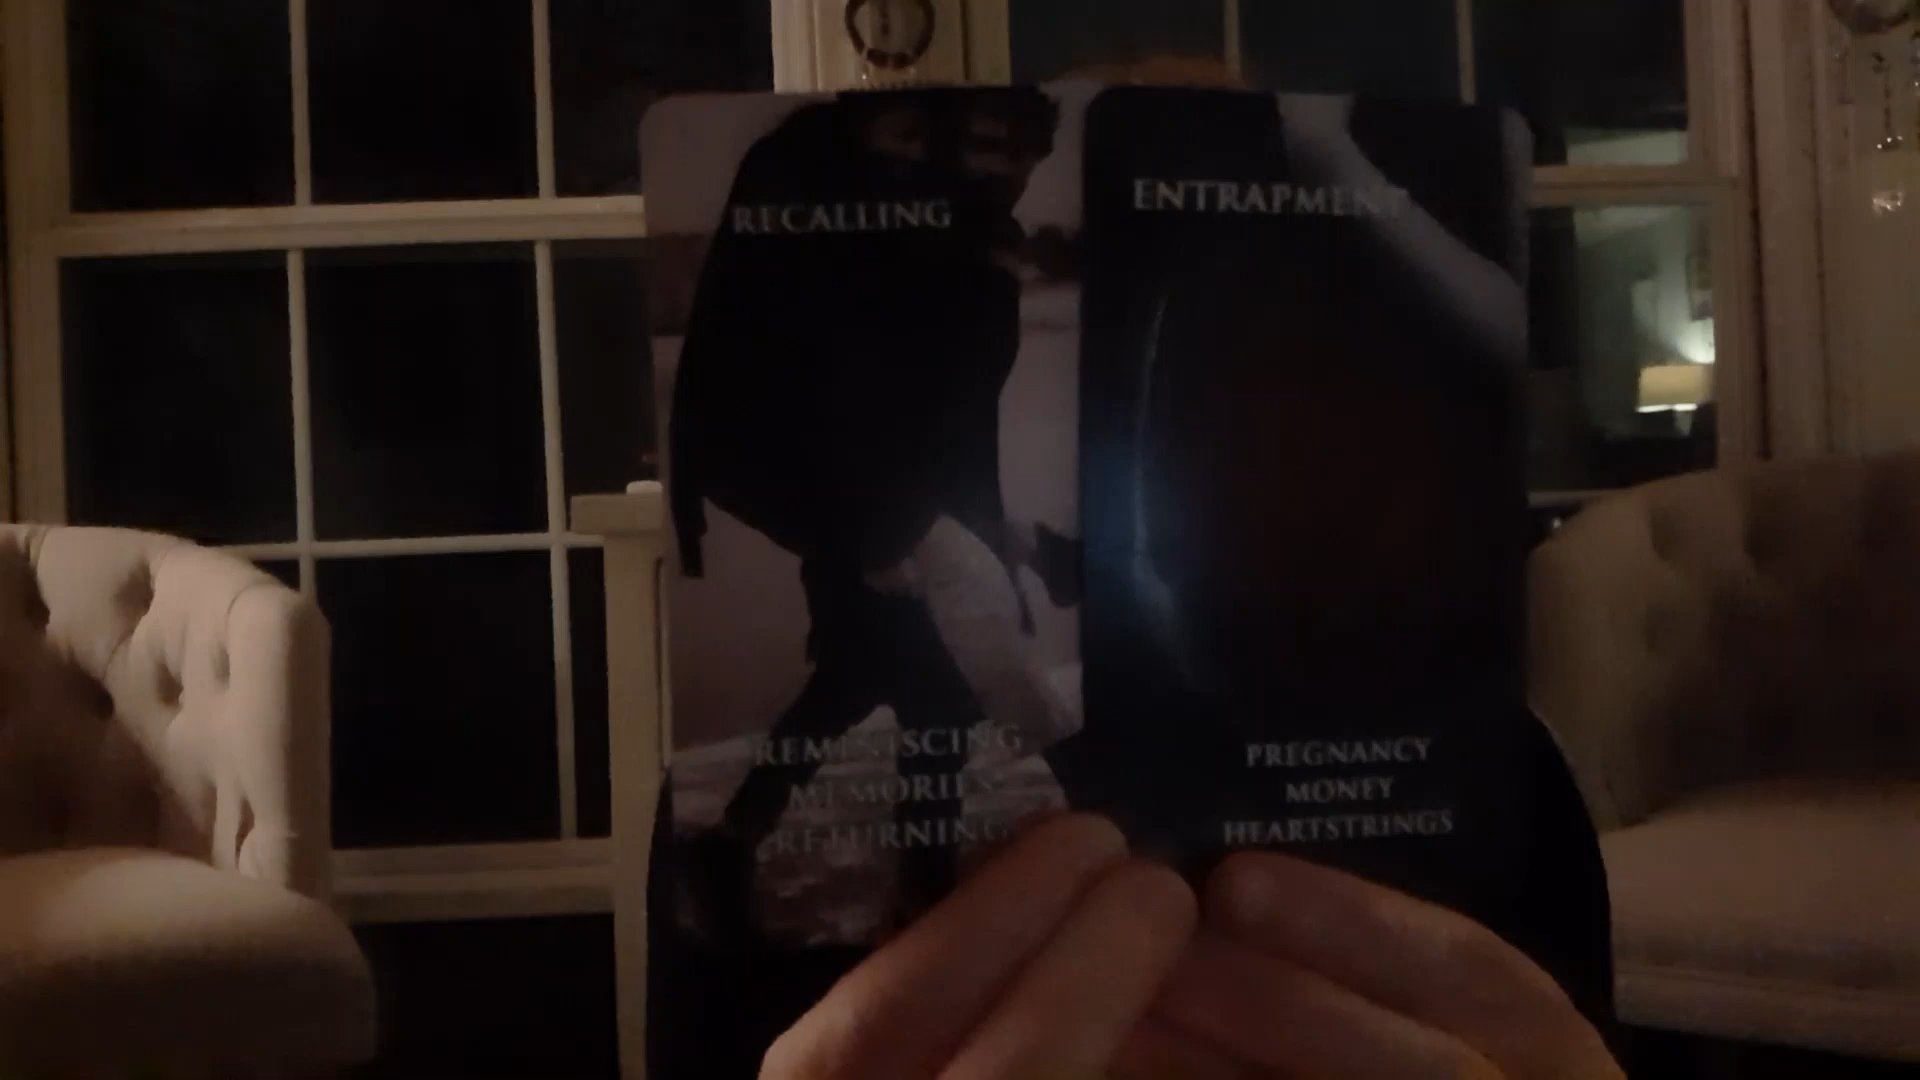 RECALLING
REMINISCING
MEMORIES
RETURNING
ENTRAPMENT
PREGNANCY
MONEY
HEARTSTRINGS